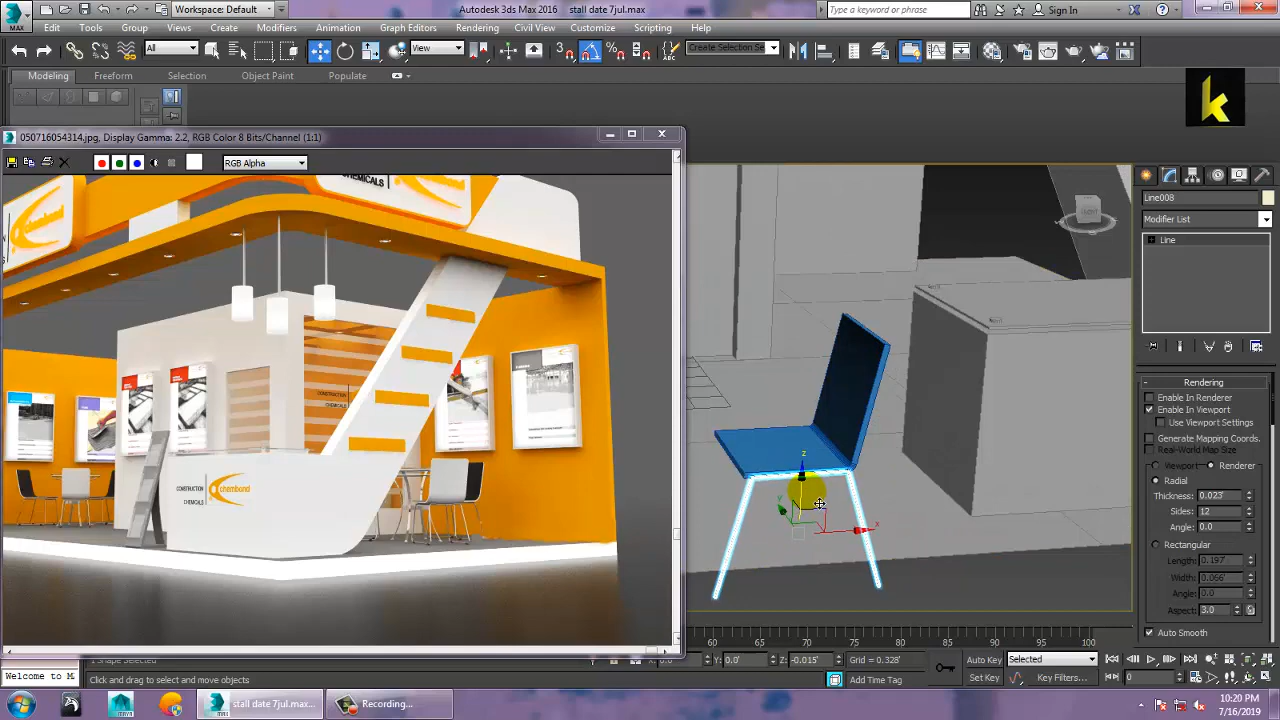 Workspace: Default
Autodesk 3ds Max 2016 stall date 7jul.max
Type a keyword or phrase
Sign In
MAX
Edit Tools Group Views Create Modifiers Animation Graph Editors Rendering Civil View Customize Scripting Help
All
View
Create Selection Se
Modeling Freeform Selection Object Paint Populate
k
050716054314.jpg, Display Gamma: 2.2, RGB Color 8 Bits/Channel (1:1)
RGB Alpha
CHEMICALS
CONSTRUCTION
CHEMICALS
CONSTRUCTION
CHEMICALS
chembond
Line008
Modifier List
Line
Rendering
Enable In Renderer
Enable In Viewport
Use Viewport Settings
Generate Mapping Coords.
Real-World Map Size
Viewport Renderer
Radial
Thickness: 0.023'
Sides: 12
Angle: 0.0
Rectangular
Length: 0.197'
Width: 0.066'
Angle: 0.0
Aspect: 3.0
Auto Smooth
z
y
x
60 65 70 75 80 85 90 95 100
1 Shape Selected
Y: 0.0'
Z: -0.015'
Grid = 0.328'
Auto Key
Selected
Welcome to M
Click and drag to select and move objects
Add Time Tag
Set Key
Key Filters...
0
stall date 7jul.max...
Recording...
10:20 PM
7/16/2019